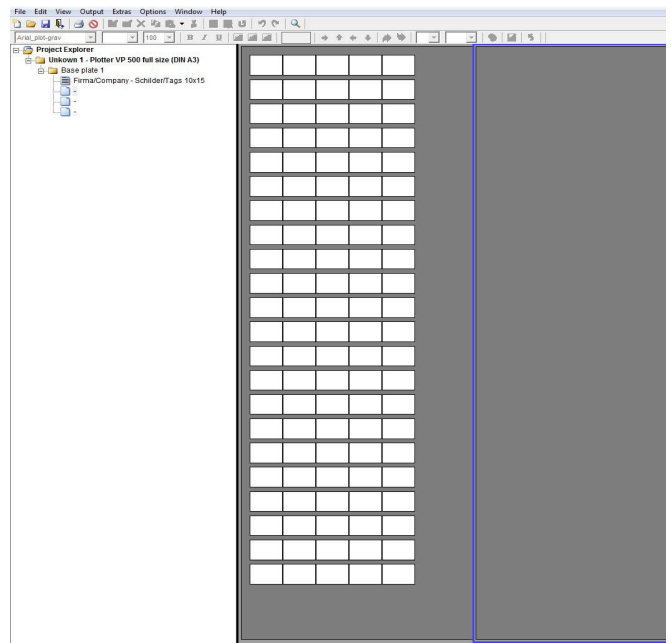 File Edit View Output Extras Options Window Help
Arial_plot-grav 100 B I U
Project Explorer
Unkown 1 - Plotter VP 500 full size (DIN A3)
Base plate 1
Firma/Company - Schilder/Tags 10x15
-
-
-